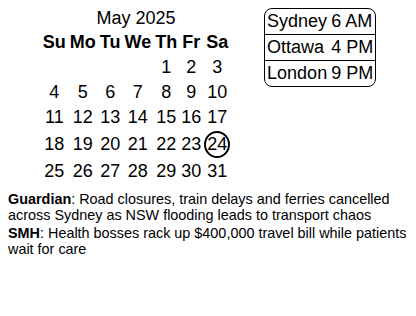 May 2025
Su Mo Tu We Th Fr Sa
1 2 3
4 5 6 7 8 9 10
11 12 13 14 15 16 17
18 19 20 21 22 23 24
25 26 27 28 29 30 31
Sydney 6 AM
Ottawa 4 PM
London 9 PM
Guardian: Road closures, train delays and ferries cancelled
across Sydney as NSW flooding leads to transport chaos
SMH: Health bosses rack up $400,000 travel bill while patients
wait for care